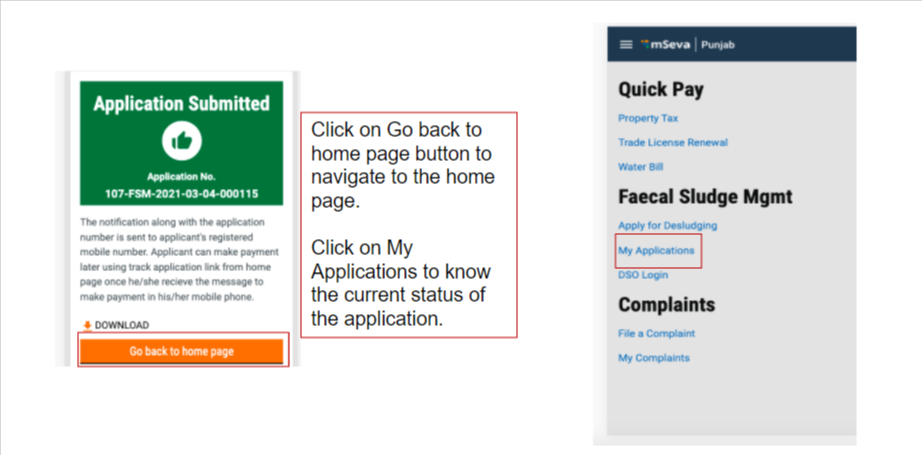 Application Submitted
Application No.
107-FSM-2021-03-04-000115
The notification along with the application
number is sent to applicant's registered
mobile number. Applicant can make payment
later using track application link from home
page once he/she recieve the message to
make payment in his/her mobile phone.
DOWNLOAD
Go back to home page
Click on Go back to
home page button to
navigate to the home
page.
Click on My
Applications to know
the current status of
the application.
mSeva | Punjab
Quick Pay
Property Tax
Trade License Renewal
Water Bill
Faecal Sludge Mgmt
Apply for Desludging
My Applications
DSO Login
Complaints
File a Complaint
My Complaints